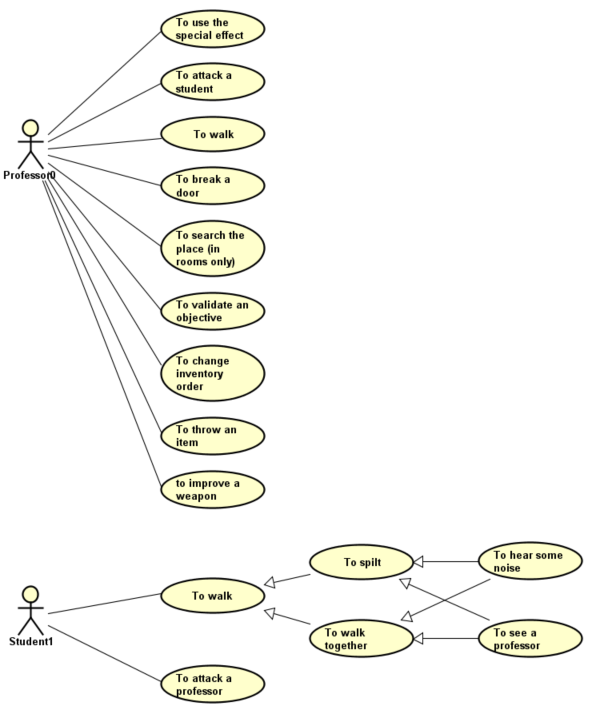 To use the
special effect
To attack a
student
To walk
Professor0
To break a
door
To search the
place (in
rooms only)
To validate an
objective
To change
inventory
order
To throw an
item
to improve a
weapon
To spilt
To hear some
noise
To walk
Student1
To walk
together
To see a
professor
To attack a
professor